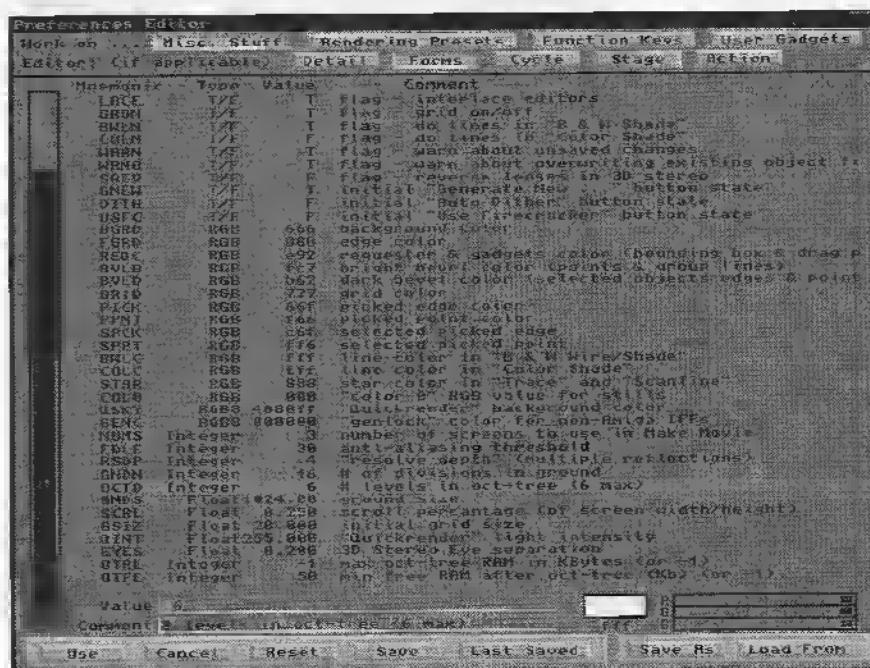 Preferences Editor
Work on ... Misc. Stuff Rendering Presets Function Keys User Gadgets
Editor: (if applicable) Detail Forms Cycle Stage Action
Mnemonic Type Value Comment
LACE T/F T flag - interlace editors
GRDN T/F T flag - grid on/off
BWLN T/F T flag - do lines in "B & W Shade"
COLN T/F F flag - do lines in "Color Shade"
WARN T/F T flag - warn about unsaved changes
WRNO T/F T flag - warn about overwriting existing object
T/F F flag - reverse lenses in 3D stereo
GNEW T/F T initial "Generate New ..." button state
DITH T/F F initial "Auto Dither" button state
USFC T/F F initial "Use Firecracker" button state
BGRD RGB 666 background color
EGRD RGB 000 edge color
REQC RGB e92 requestor & gadgets color (bounding box & drag p
RGB fc7 bright bevel color (points & group lines)
RGB b62 dark bevel color (selected objects edges & point
GRID RGB 727 grid color
PICK RGB 66f picked edge color
PPNT RGB f66 picked point color
SPCK RGB c6f selected picked edge
SPPT RGB ff6 selected picked point
BWLC RGB fff line color in "B & W Wire/Shade"
COLC RGB fff line color in "Color Shade"
STAR RGB 888 star color in "Trace" and "Scanline"
COL0 RGB 000 "Color 0" RGB value for stills
QSKY RGB8 4080ff "Quickrender" background color
GENC RGB8 000000 "genlock" color for non-Amiga IFFs
NUMS Integer 3 number of screens to use in Make Movie
EDLE Integer 30 anti-aliasing threshold
RSDP Integer 4 "resolve depth" (multiple reflections)
GNDN Integer 16 # of divisions in ground
OCTD Integer 6 # levels in oct-tree (6 max)
GNDS Float 024.00 ground size
SCRL Float 0.250 scroll percentage (of screen width/height)
GSIZ Float 20.000 initial grid size
QINT Float 255.000 "Quickrender" light intensity
EYES Float 0.200 3D Stereo Eye separation
OTRL Integer -1 max oct-tree RAM in KBytes (or -1)
OTFE Integer 50 min free RAM after oct-tree (Kb) (or -1)
Value 6
Comment # levels in oct-tree (6 max)
fff
Use Cancel Reset Save Last Saved Save As Load From